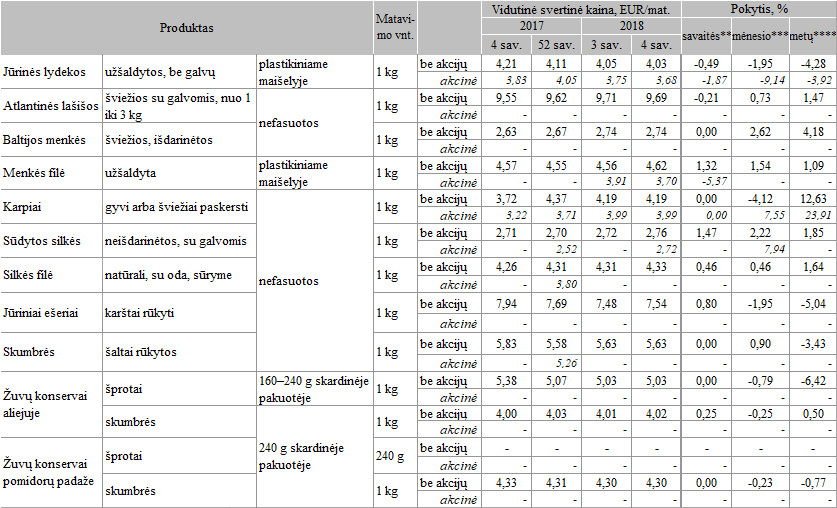 Produktas Matavi- Vidutinė svertinė kaina, EUR/mat. Pokytis, %
mo vnt. 2017 2018 savaitės** mėnesio*** metų****
4 sav. 52 sav. 3 sav. 4 sav.
Jūrinės lydekos užšaldytos, be galvų plastikiniame maišelyje 1 kg be akcijų 4,21 4,11 4,05 4,03 -0,49 -1,95 -4,28
akcinė 3,83 4,05 3,75 3,68 -1,87 -9,14 -3,92
Atlantinės lašišos šviežios su galvomis, nuo 1 iki 3 kg nefasuotos 1 kg be akcijų 9,55 9,62 9,71 9,69 -0,21 0,73 1,47
akcinė - - - - - - -
Baltijos menkės šviežios, išdarinėtos 1 kg be akcijų 2,63 2,67 2,74 2,74 0,00 2,62 4,18
akcinė - - - - - - -
Menkės filė užšaldyta plastikiniame maišelyje 1 kg be akcijų 4,57 4,55 4,56 4,62 1,32 1,54 1,09
akcinė - - 3,91 3,70 -5,37 - -
Karpiai gyvi arba šviežiai paskersti nefasuotos 1 kg be akcijų 3,72 4,37 4,19 4,19 0,00 -4,12 12,63
akcinė 3,22 3,71 3,99 3,99 0,00 7,55 23,91
Sūdytos silkės neišdarinėtos, su galvomis 1 kg be akcijų 2,71 2,70 2,72 2,76 1,47 2,22 1,85
akcinė - 2,52 - 2,72 - 7,94 -
Silkės filė natūrali, su oda, sūryme 1 kg be akcijų 4,26 4,31 4,31 4,33 0,46 0,46 1,64
akcinė - 3,80 - - - - -
Jūriniai ešeriai karštai rūkyti 1 kg be akcijų 7,94 7,69 7,48 7,54 0,80 -1,95 -5,04
akcinė - - - - - - -
Skumbrės šaltai rūkytos 1 kg be akcijų 5,83 5,58 5,63 5,63 0,00 0,90 -3,43
akcinė - 5,26 - - - - -
Žuvų konservai aliejuje šprotai 160–240 g skardinėje pakuotėje 1 kg be akcijų 5,38 5,07 5,03 5,03 0,00 -0,79 -6,42
akcinė - - - - - - -
skumbrės 240 g skardinėje pakuotėje 1 kg be akcijų 4,00 4,03 4,01 4,02 0,25 -0,25 0,50
akcinė - - - - - - -
Žuvų konservai pomidorų padaže šprotai 240 g be akcijų - - - - - - -
akcinė - - - - - - -
skumbrės 1 kg be akcijų 4,33 4,31 4,30 4,30 0,00 -0,23 -0,77
akcinė - - - - - - -